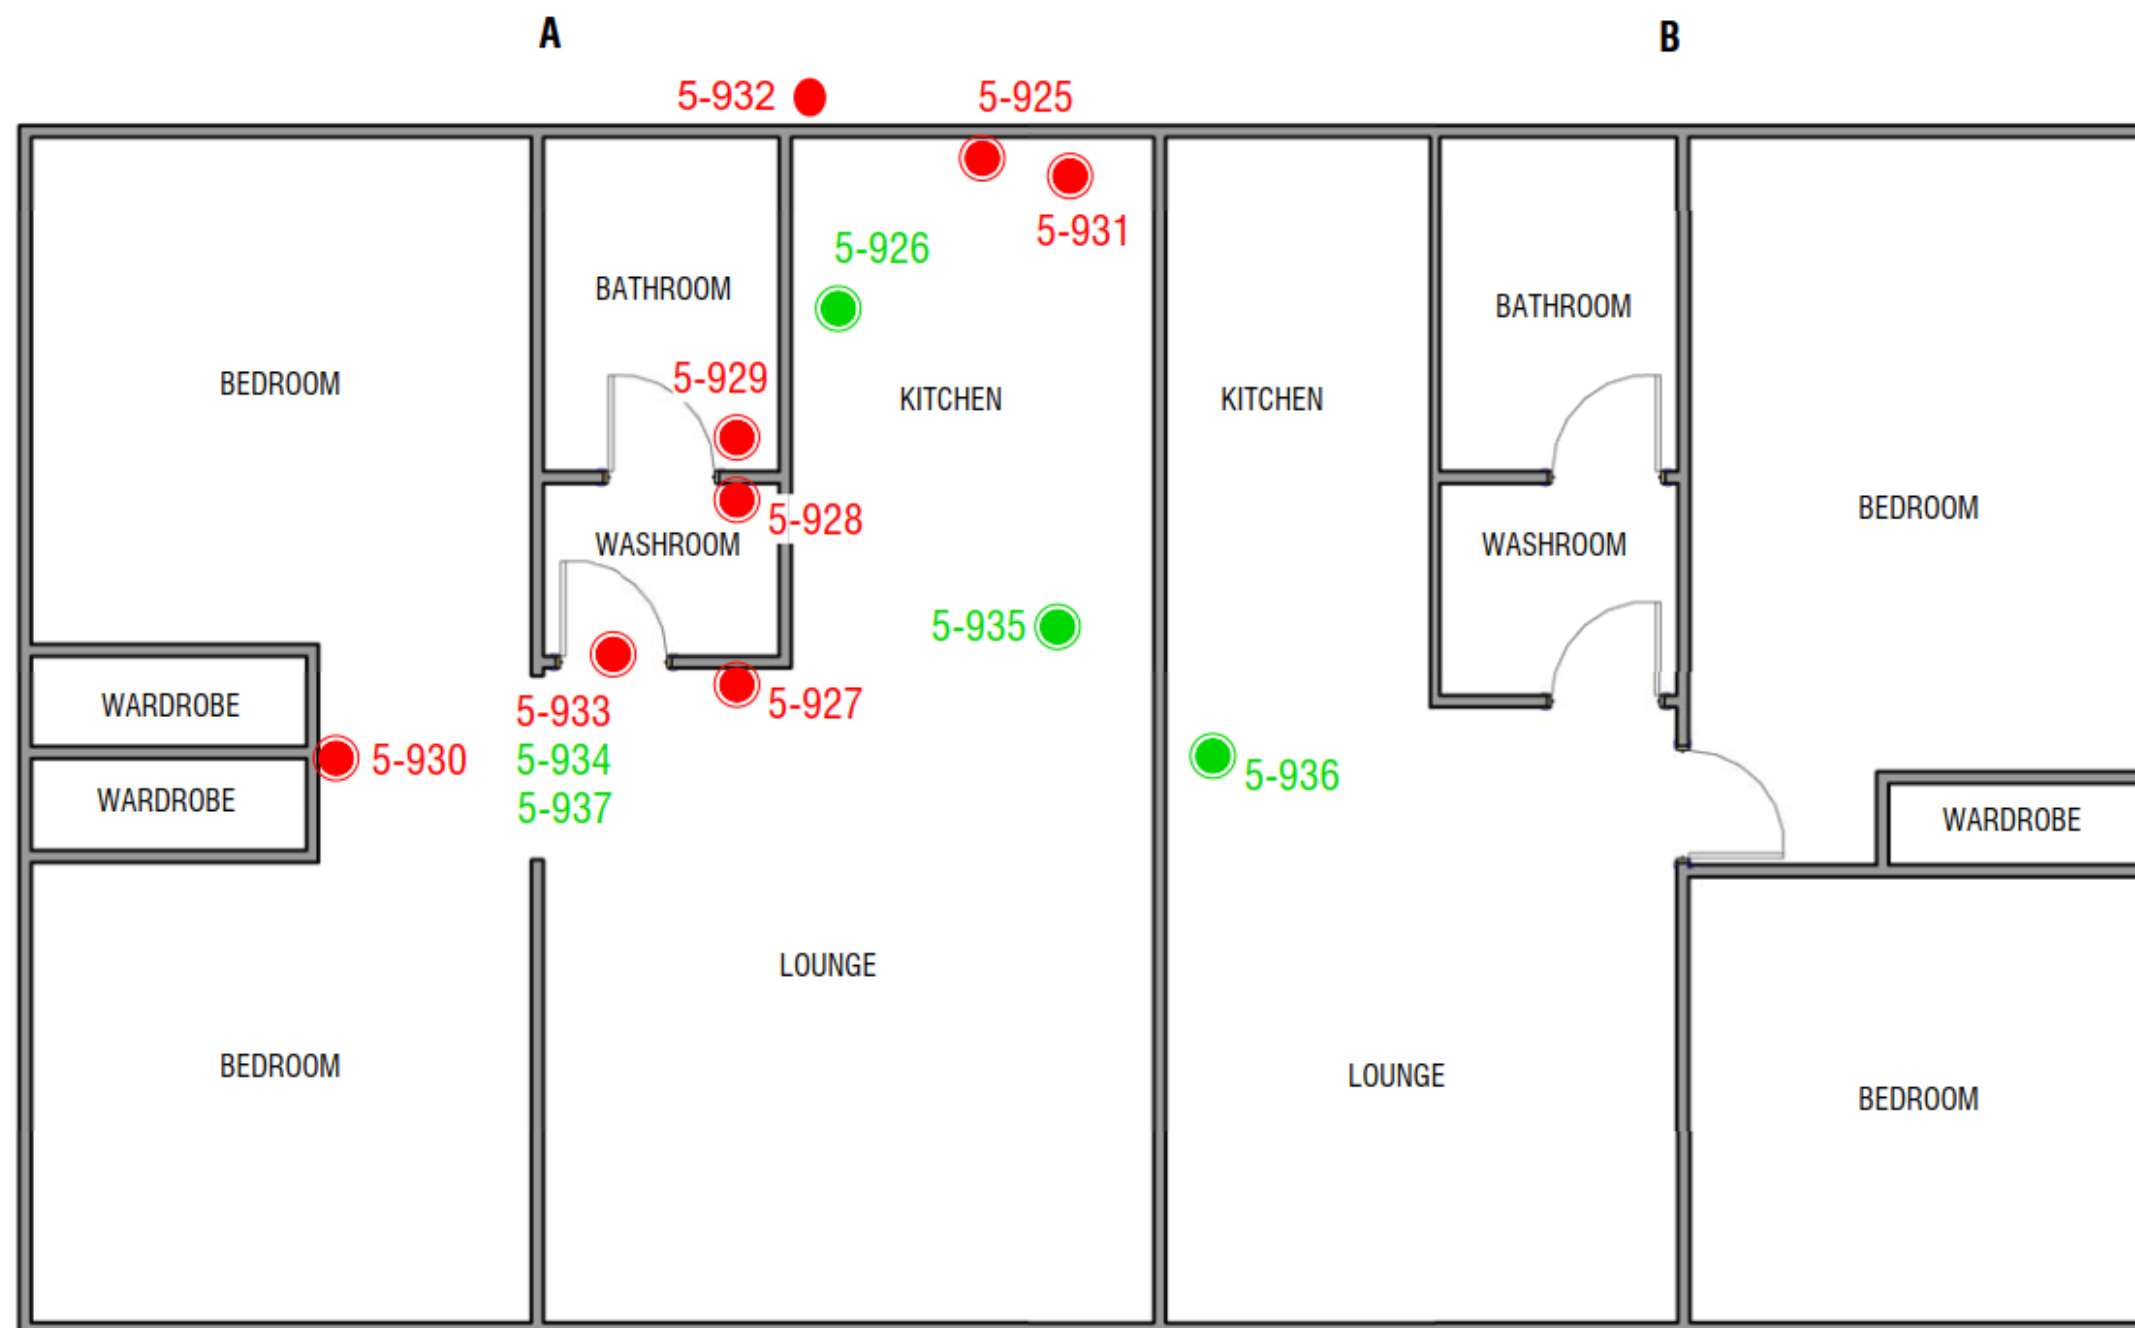 A
B
5-932
5-925
5-931
5-926
BATHROOM
BATHROOM
5-929
BEDROOM
KITCHEN
KITCHEN
BEDROOM
5-928
WASHROOM
WASHROOM
5-935
WARDROBE
5-933
5-927
5-930
5-934
5-936
WARDROBE
5-937
WARDROBE
LOUNGE
BEDROOM
LOUNGE
BEDROOM